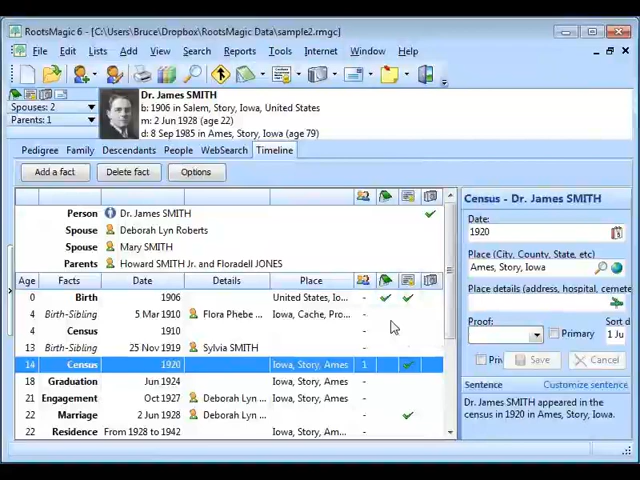 RootsMagic 6 - [C:\Users\Bruce\Dropbox\RootsMagic Data\sample2.rmgc]
File Edit Lists Add View Search Reports Tools Internet Window Help
Dr. James SMITH
Spouses: 2
b: 1906 in Salem, Story, Iowa, United States
Parents: 1
m: 2 Jun 1928 (age 22)
d: 8 Sep 1985 in Ames, Story, Iowa (age 79)
Pedigree Family Descendants People WebSearch Timeline
Add a fact Delete fact Options
Person Dr. James SMITH
Spouse Deborah Lyn Roberts
Spouse Mary SMITH
Parents Howard SMITH Jr. and Floradell JONES
Age Facts Date Details Place
0 Birth 1906 United States, Io... -
4 Birth-Sibling 5 Mar 1910 Flora Phebe ... Iowa, Cache, Pro... -
4 Census 1910 -
13 Birth-Sibling 25 Nov 1919 Sylvia SMITH -
14 Census 1920 Iowa, Story, Ames 1
18 Graduation Jun 1924 Iowa, Story, Ames -
21 Engagement Oct 1927 Deborah Lyn ... Iowa, Story, Ames -
22 Marriage 2 Jun 1928 Deborah Lyn ... Iowa, Story, Ames -
22 Residence From 1928 to 1942 Iowa, Story, Am... -
Census - Dr. James SMITH
Date:
1920
Place (City, County, State, etc)
Ames, Story, Iowa
Place details (address, hospital, cemete
Proof: Sort d
Primary 1 Ju
Pri Save Cancel
Sentence Customize sentence
Dr. James SMITH appeared in the
census in 1920 in Ames, Story, Iowa.